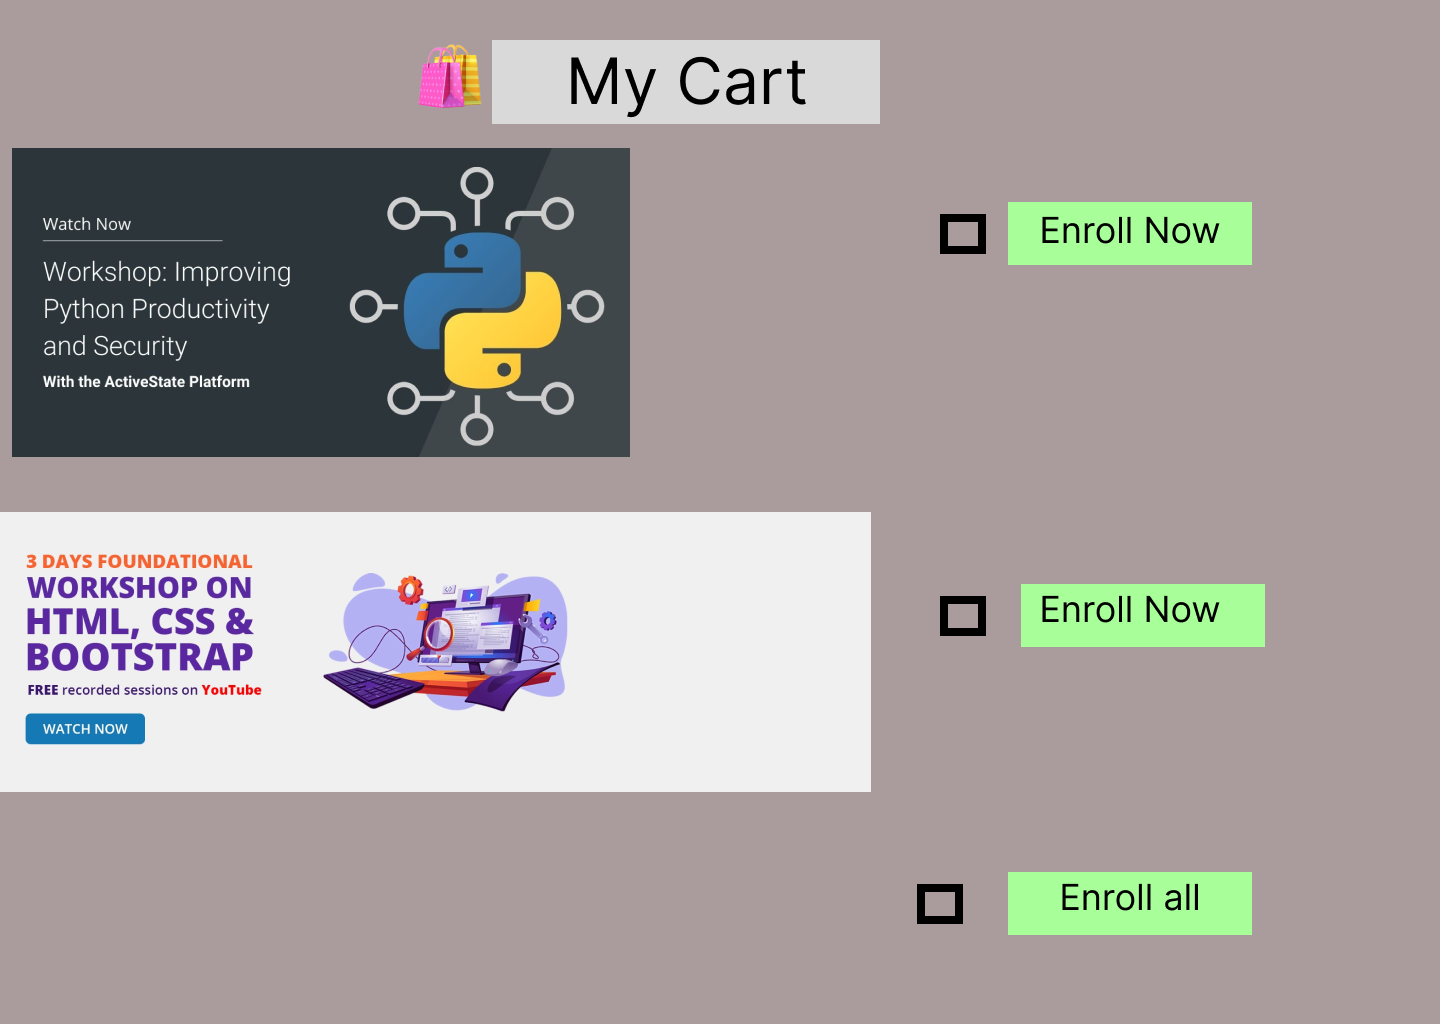 My Cart
Watch Now
Workshop: Improving
Python Productivity
and Security
With the ActiveState Platform
Enroll Now
3 DAYS FOUNDATIONAL
WORKSHOP ON
HTML, CSS &
BOOTSTRAP
FREE recorded sessions on YouTube
WATCH NOW
Enroll Now
Enroll all